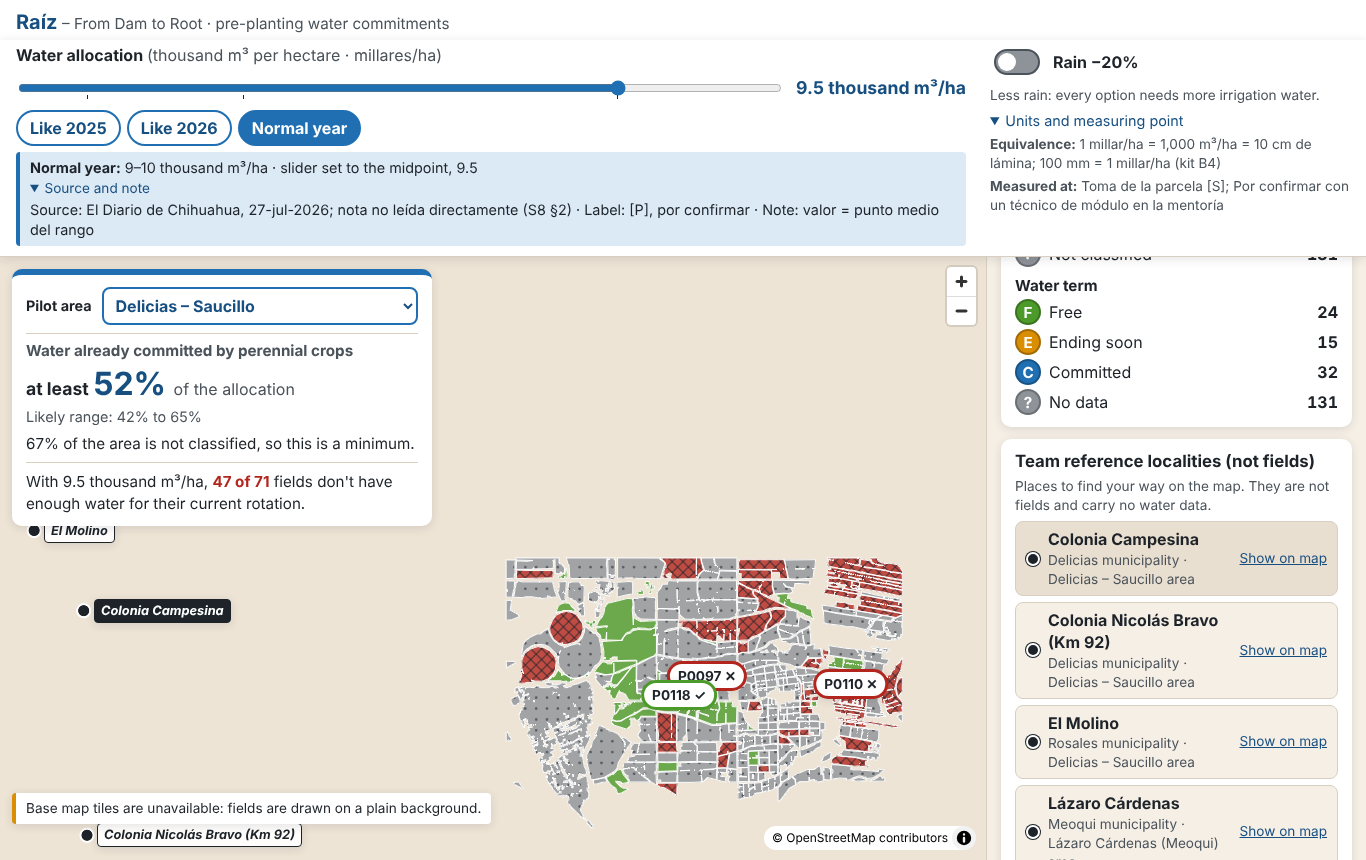 Raíz – From Dam to Root · pre-planting water commitments
Water allocation (thousand m³ per hectare · millares/ha)
9.5 thousand m³/ha
Like 2025
Like 2026
Normal year
Normal year: 9–10 thousand m³/ha · slider set to the midpoint, 9.5
▼ Source and note
Source: El Diario de Chihuahua, 27-jul-2026; nota no leída directamente (S8 §2) · Label: [P], por confirmar · Note: valor = punto medio
del rango
Rain −20%
Less rain: every option needs more irrigation water.
▼ Units and measuring point
Equivalence: 1 millar/ha = 1,000 m³/ha = 10 cm de
lámina; 100 mm = 1 millar/ha (kit B4)
Measured at: Toma de la parcela [S]; Por confirmar con
un técnico de módulo en la mentoría
Pilot area
Delicias – Saucillo
Water already committed by perennial crops
at least 52% of the allocation
Likely range: 42% to 65%
67% of the area is not classified, so this is a minimum.
With 9.5 thousand m³/ha, 47 of 71 fields don't have
enough water for their current rotation.
+
−
El Molino
Colonia Campesina
P0097 ✕
P0118 ✓
P0110 ✕
Base map tiles are unavailable: fields are drawn on a plain background.
Colonia Nicolás Bravo (Km 92)
© OpenStreetMap contributors
Not classified 131
Water term
F Free 24
E Ending soon 15
C Committed 32
? No data 131
Team reference localities (not fields)
Places to find your way on the map. They are not
fields and carry no water data.
Colonia Campesina
Delicias municipality ·
Delicias – Saucillo area
Show on map
Colonia Nicolás Bravo
(Km 92)
Delicias municipality ·
Delicias – Saucillo area
Show on map
El Molino
Rosales municipality ·
Delicias – Saucillo area
Show on map
Lázaro Cárdenas
Meoqui municipality ·
Lázaro Cárdenas (Meoqui)
Show on map